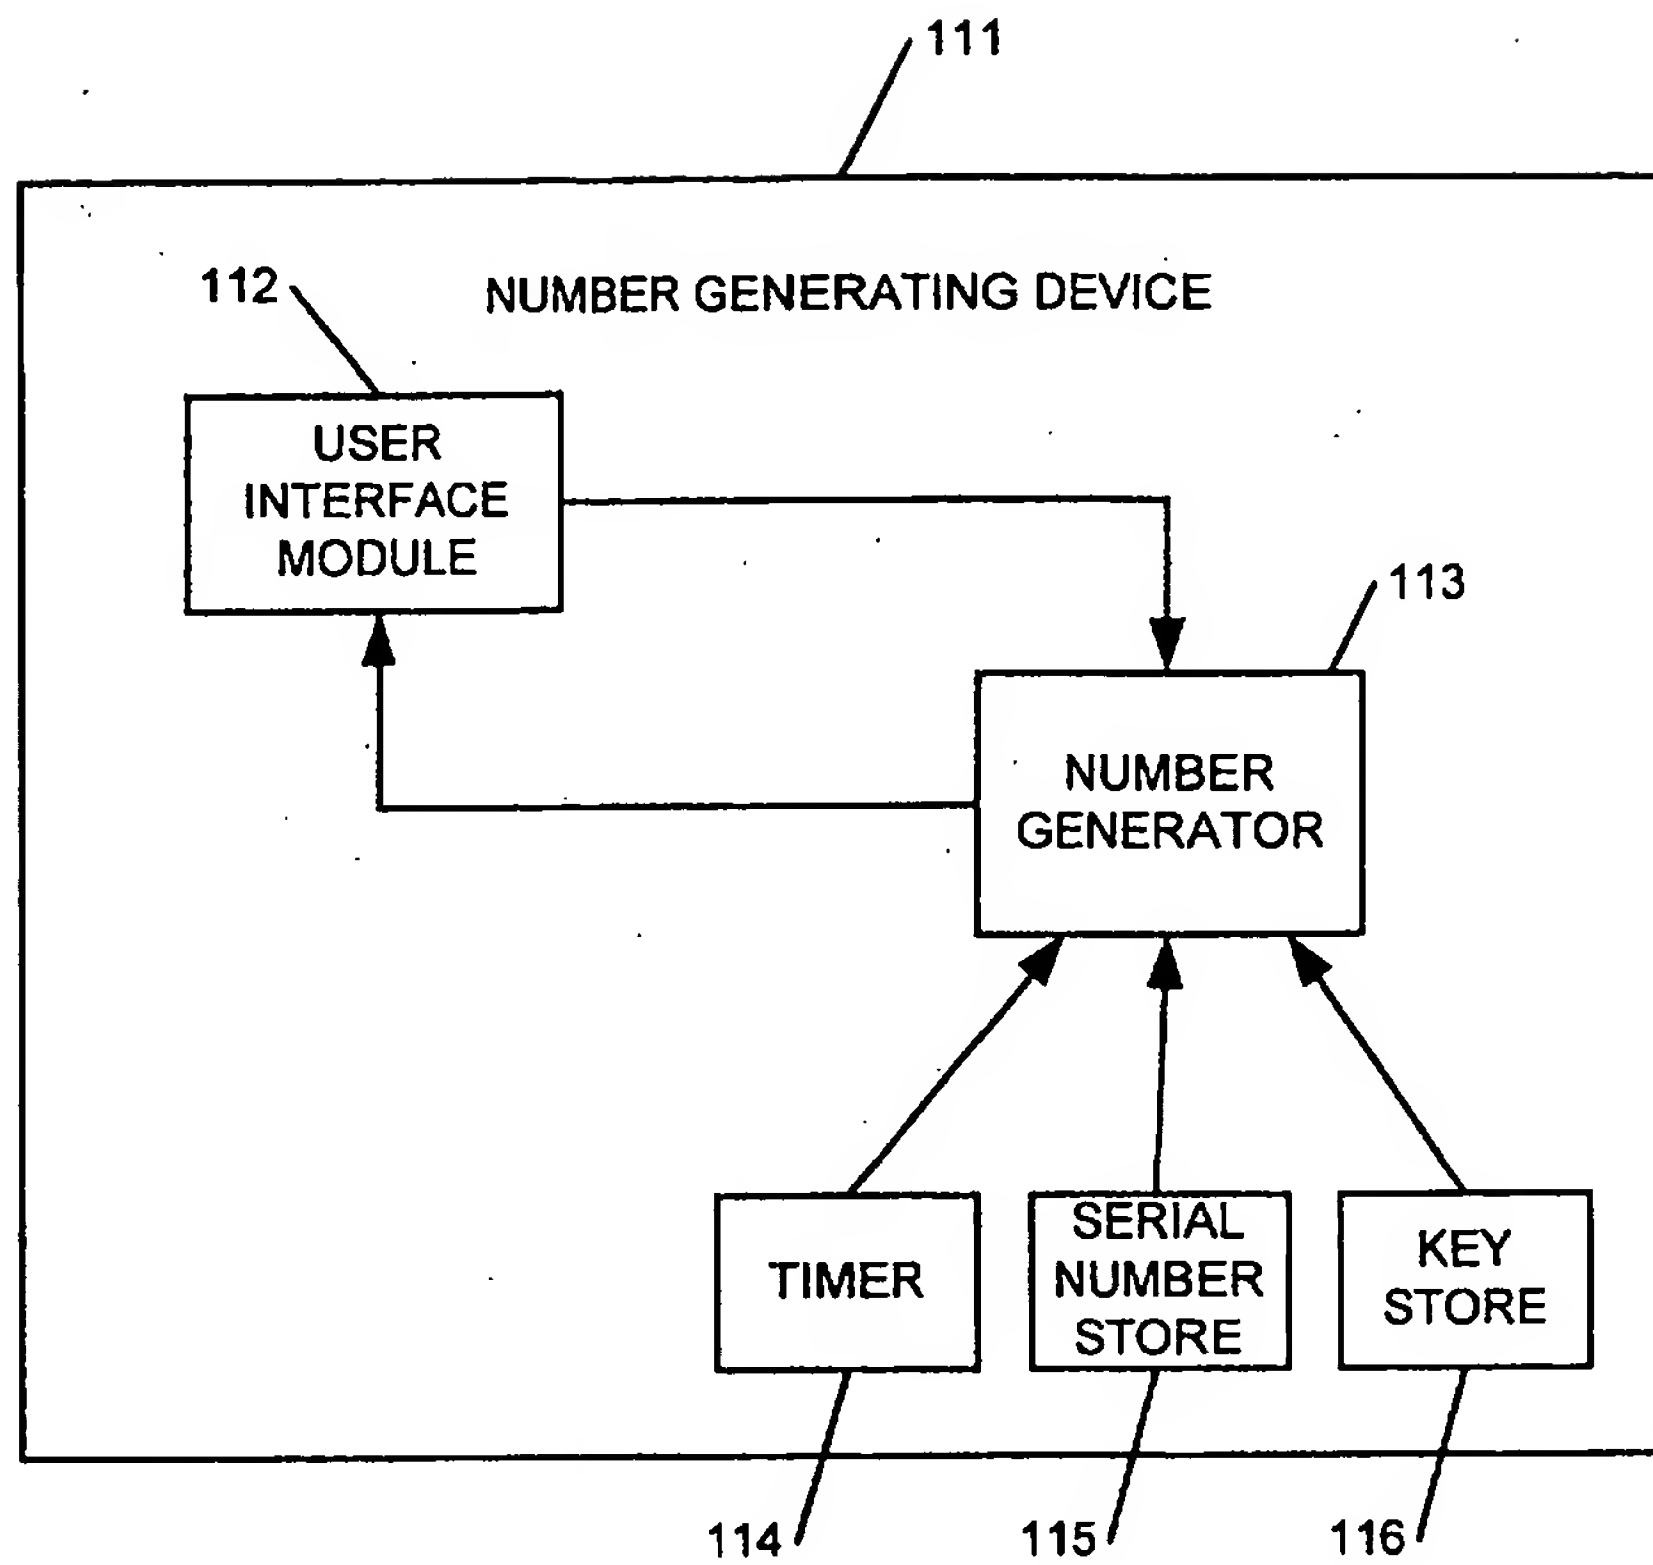 111
112
NUMBER GENERATING DEVICE
USER
INTERFACE
MODULE
113
NUMBER
GENERATOR
TIMER
SERIAL
NUMBER
STORE
KEY
STORE
114
115
116